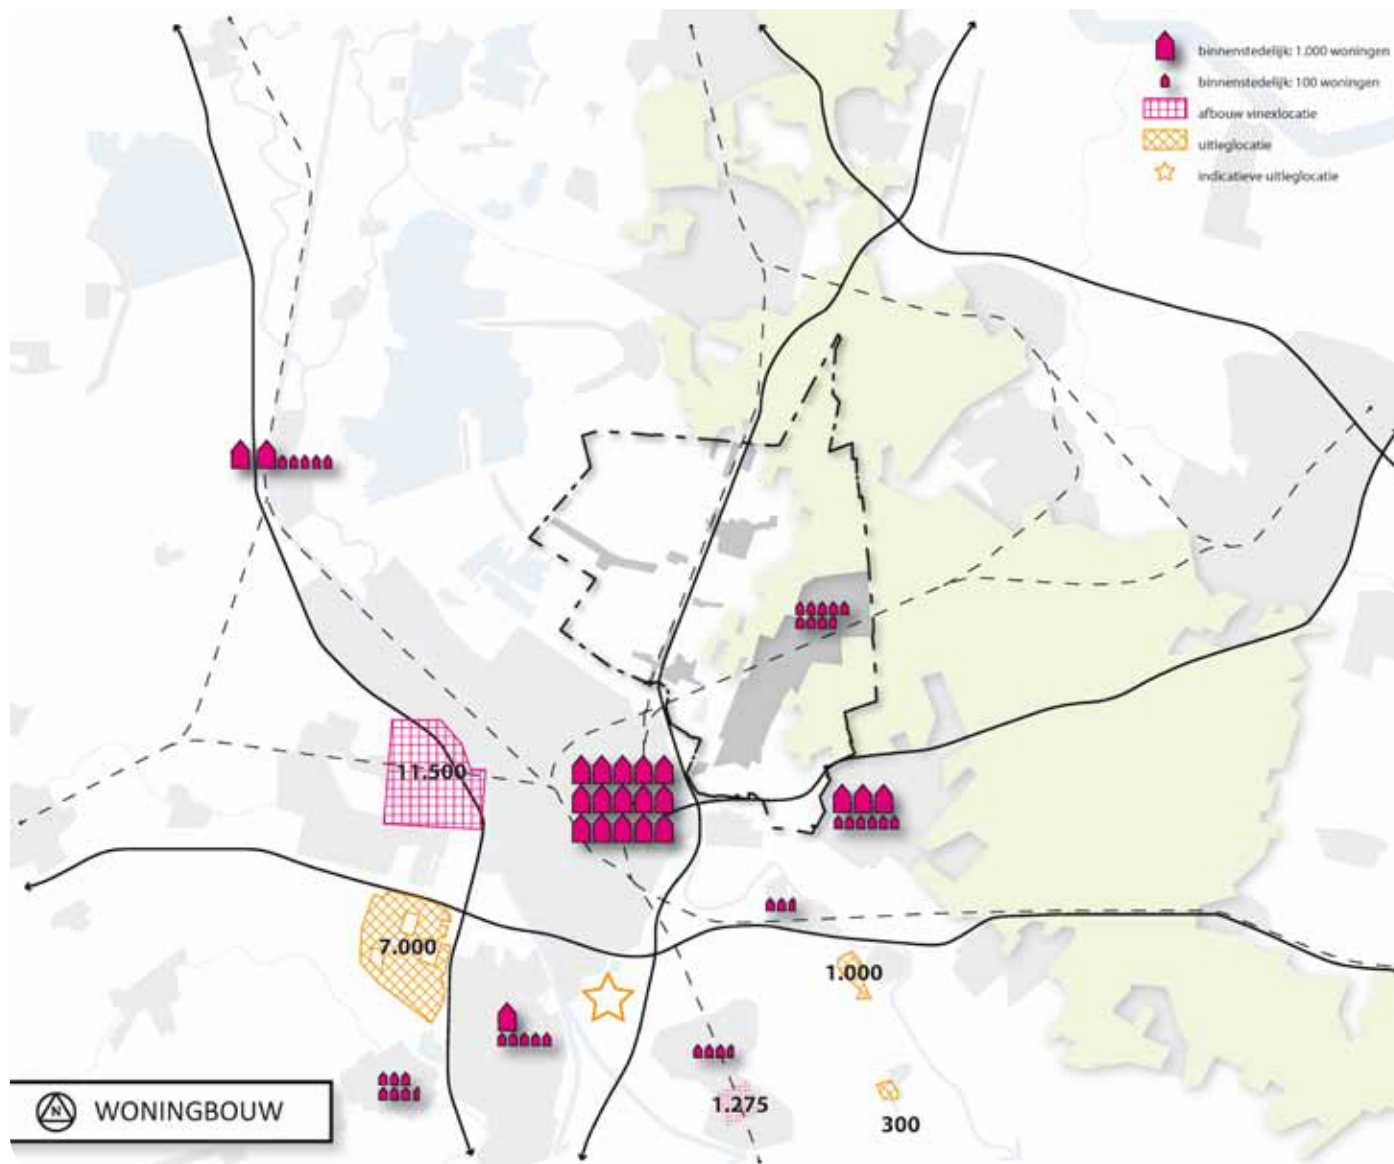 binnenstedelijk: 1.000 woningen
binnenstedelijk: 100 woningen
afbouw vinexlocatie
uitleglocatie
indicatieve uitleglocatie
11.500
7.000
1.000
1.275
300
N
WONINGBOUW